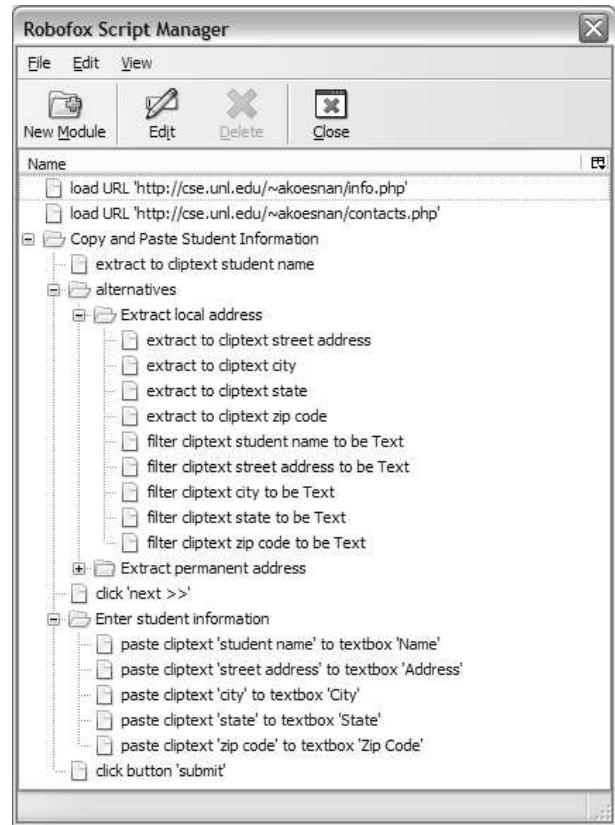 Robofox Script Manager
File Edit View
New Module Edit Delete Close
Name
load URL 'http://cse.unl.edu/~akoesnan/info.php'
load URL 'http://cse.unl.edu/~akoesnan/contacts.php'
Copy and Paste Student Information
extract to cliptext student name
alternatives
Extract local address
extract to cliptext street address
extract to cliptext city
extract to cliptext state
extract to cliptext zip code
filter cliptext student name to be Text
filter cliptext street address to be Text
filter cliptext city to be Text
filter cliptext state to be Text
filter cliptext zip code to be Text
Extract permanent address
click 'next >>'
Enter student information
paste cliptext 'student name' to textbox 'Name'
paste cliptext 'street address' to textbox 'Address'
paste cliptext 'city' to textbox 'City'
paste cliptext 'state' to textbox 'State'
paste cliptext 'zip code' to textbox 'Zip Code'
click button 'submit'